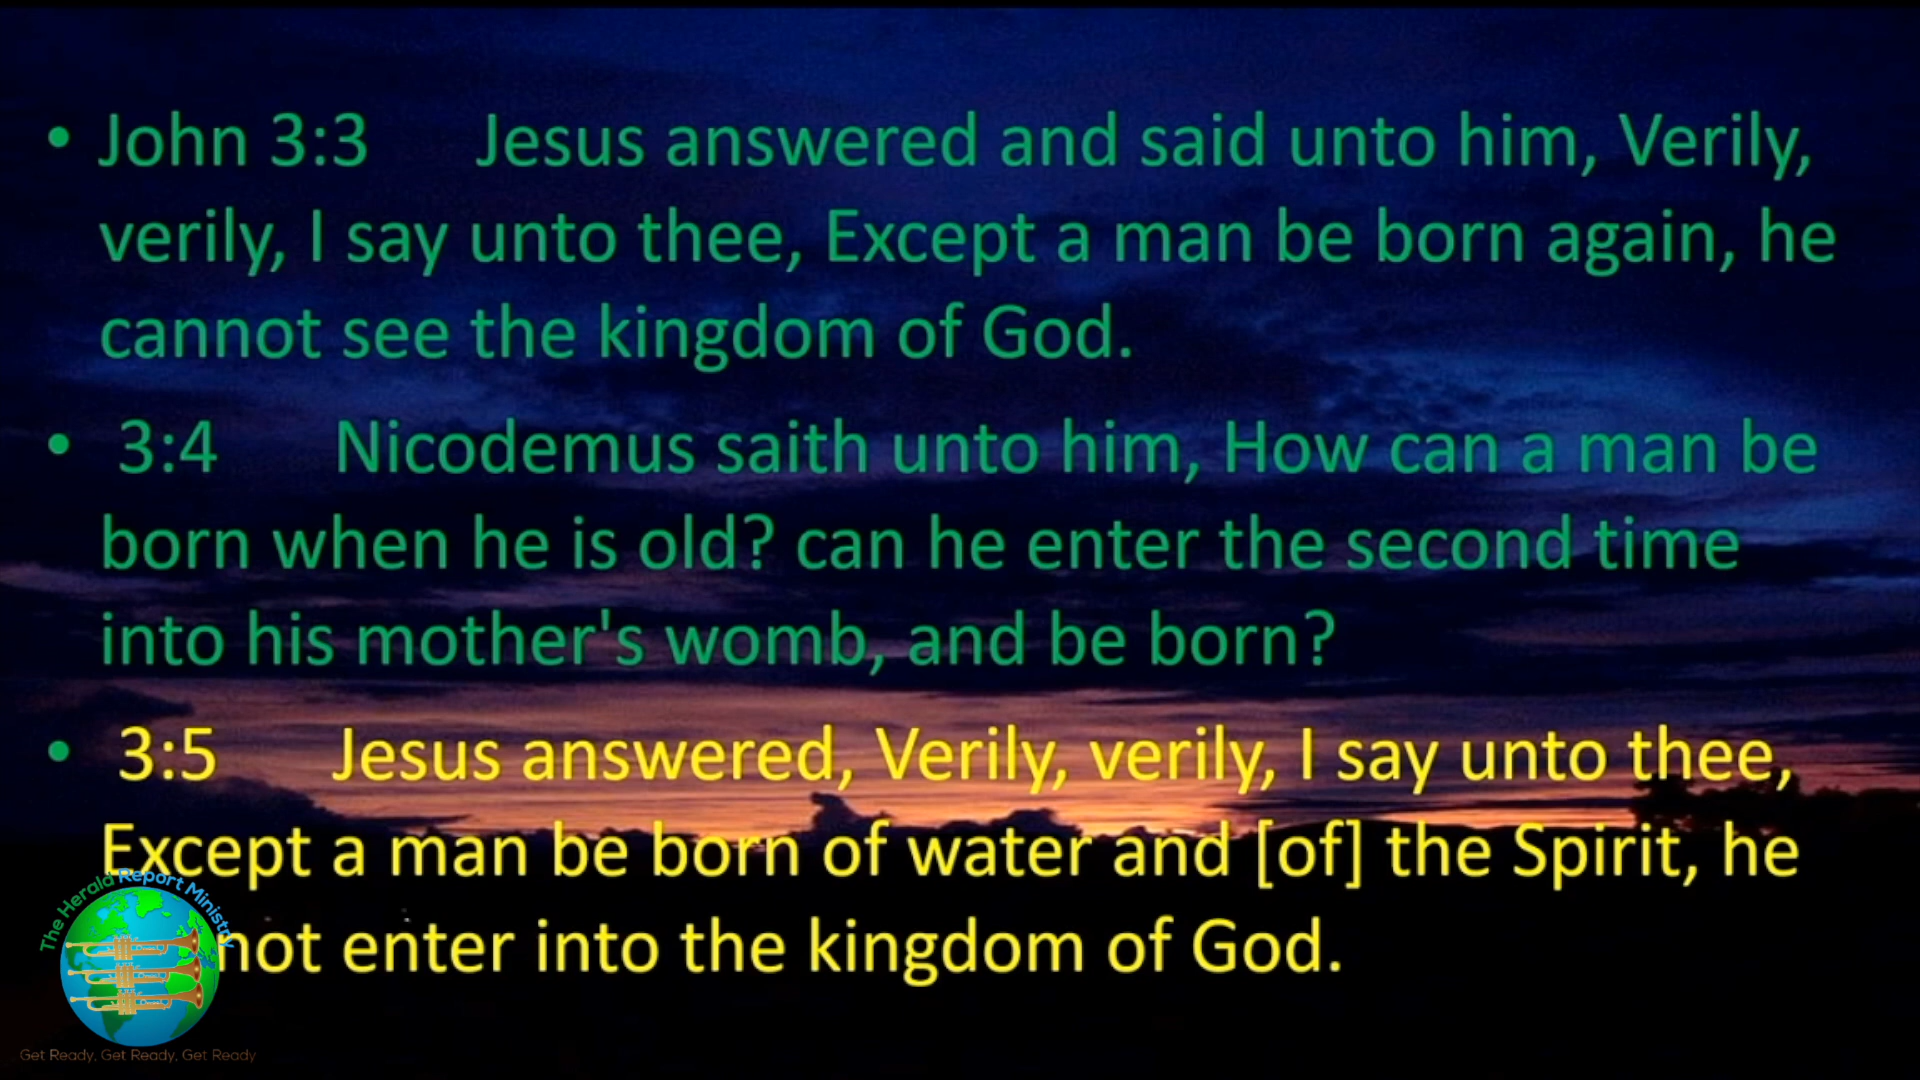 • John 3:3 Jesus answered and said unto him, Verily,
verily, I say unto thee, Except a man be born again, he
cannot see the kingdom of God.
• 3:4 Nicodemus saith unto him, How can a man be
born when he is old? can he enter the second time
into his mother's womb, and be born?
• 3:5 Jesus answered, Verily, verily, I say unto thee,
Except a man be born of water and [of] the Spirit, he
not enter into the kingdom of God.
The Herald Report Ministry
Get Ready, Get Ready, Get Ready